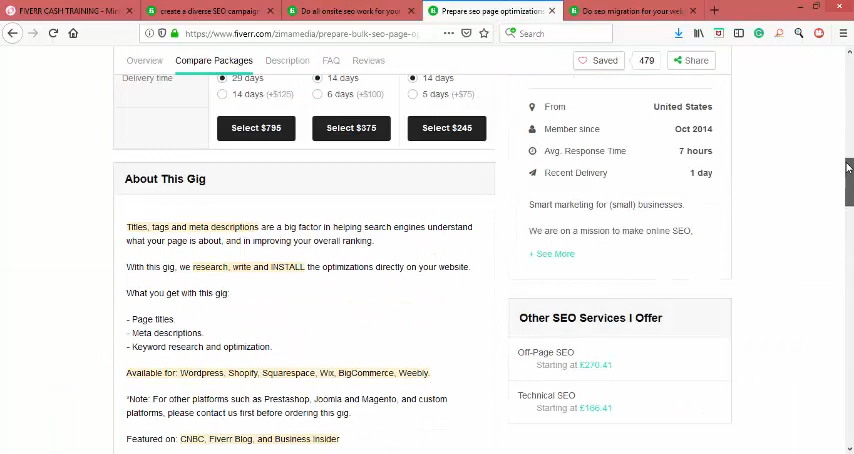 FIVERR CASH TRAINING - Min
create a diverse SEO campaign
Do all onsite seo work for your
Prepare seo page optimizations
Do seo migration for your web
https://www.fiverr.com/zimamedia/prepare-bulk-seo-page-o
Search
Overview
Compare Packages
Description
FAQ
Reviews
Saved
479
Share
Delivery time
29 days
14 days
14 days
14 days (+$125)
6 days (+$100)
5 days (+$75)
Select $795
Select $375
Select $245
From United States
Member since Oct 2014
Avg. Response Time 7 hours
Recent Delivery 1 day
Smart marketing for (small) businesses.
We are on a mission to make online SEO,
+ See More
About This Gig
Titles, tags and meta descriptions are a big factor in helping search engines understand
what your page is about, and in improving your overall ranking.
With this gig, we research, write and INSTALL the optimizations directly on your website.
What you get with this gig:
- Page titles.
- Meta descriptions.
- Keyword research and optimization.
Available for: Wordpress, Shopify, Squarespace, Wix, BigCommerce, Weebly.
*Note: For other platforms such as Prestashop, Joomla and Magento, and custom
platforms, please contact us first before ordering this gig.
Featured on: CNBC, Fiverr Blog, and Business Insider
Other SEO Services I Offer
Off-Page SEO
Starting at £270.41
Technical SEO
Starting at £166.41